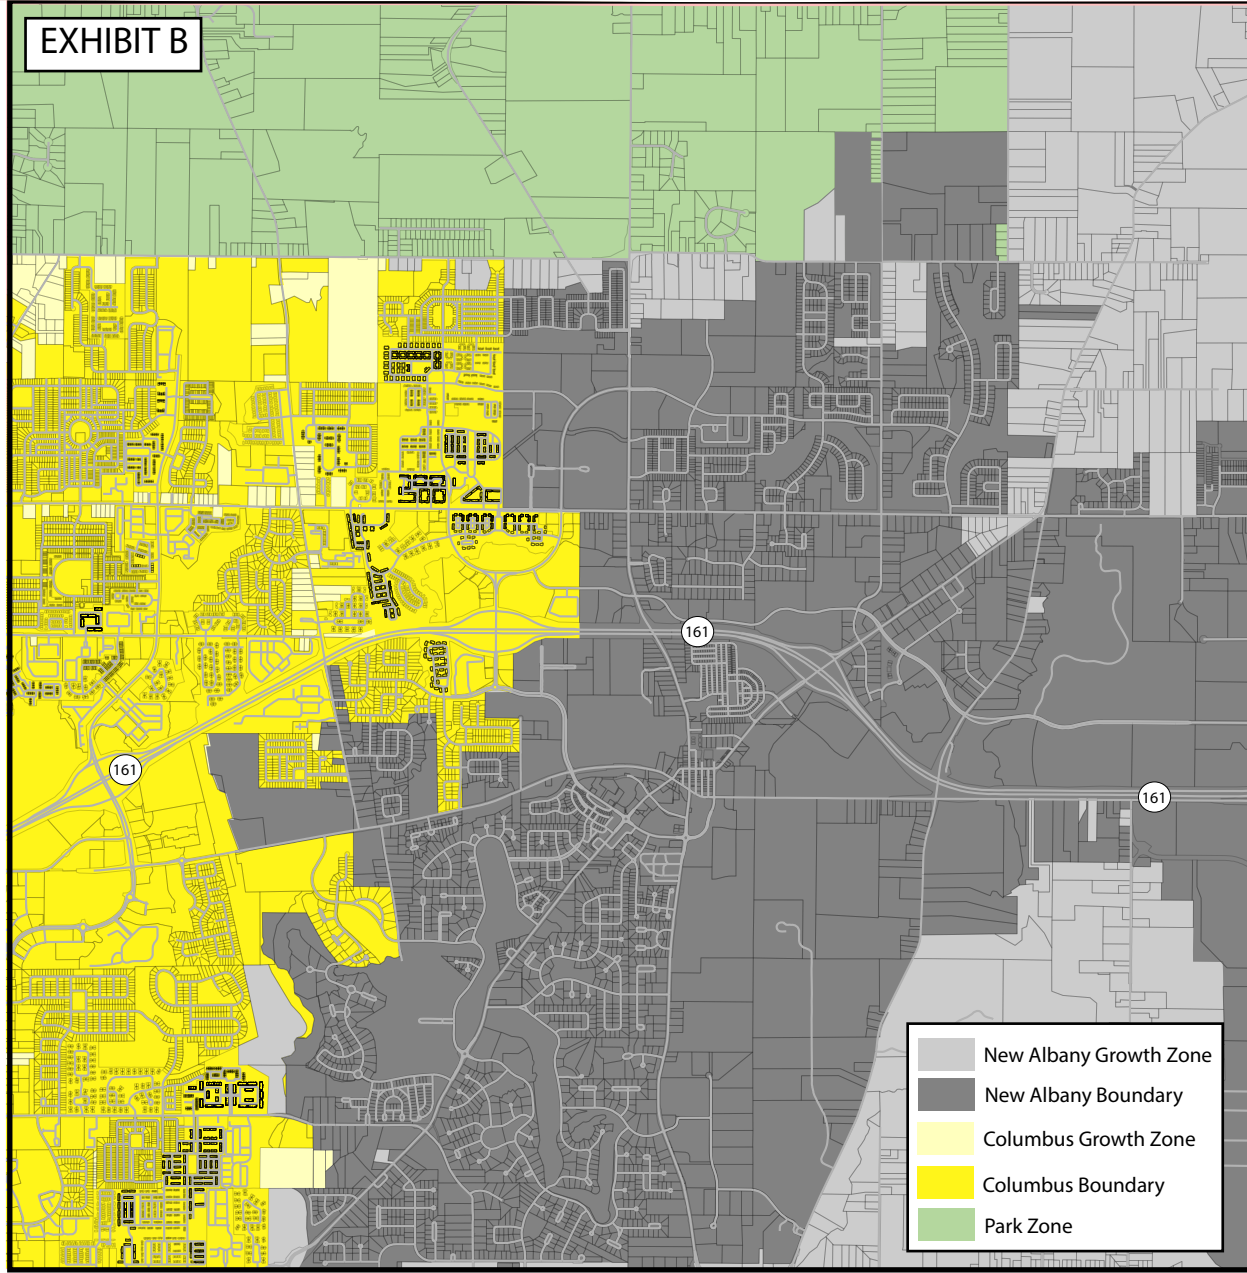 EXHIBIT B
161
161
161
New Albany Growth Zone
New Albany Boundary
Columbus Growth Zone
Columbus Boundary
Park Zone